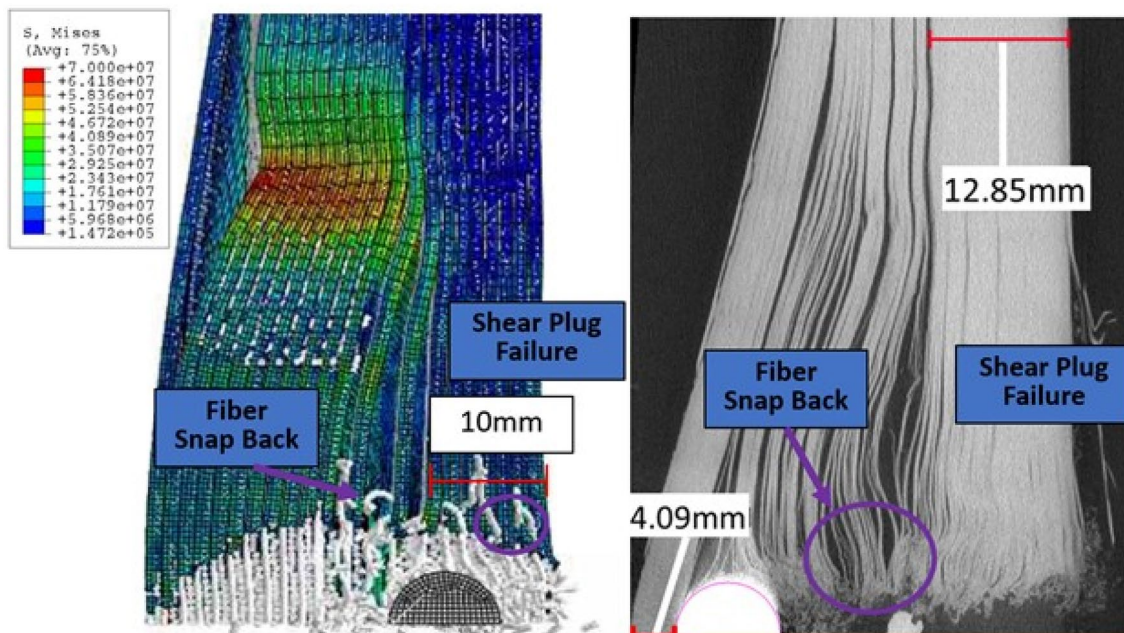 S, Mises
(Avg: 75%)
+7.000e+07
+6.418e+07
+5.836e+07
+5.254e+07
+4.672e+07
+4.089e+07
+3.507e+07
+2.925e+07
+2.343e+07
+1.761e+07
+1.179e+07
+5.968e+06
+1.472e+05
Shear Plug
Failure
Fiber
Snap Back
10mm
12.85mm
Fiber
Snap Back
Shear Plug
Failure
4.09mm